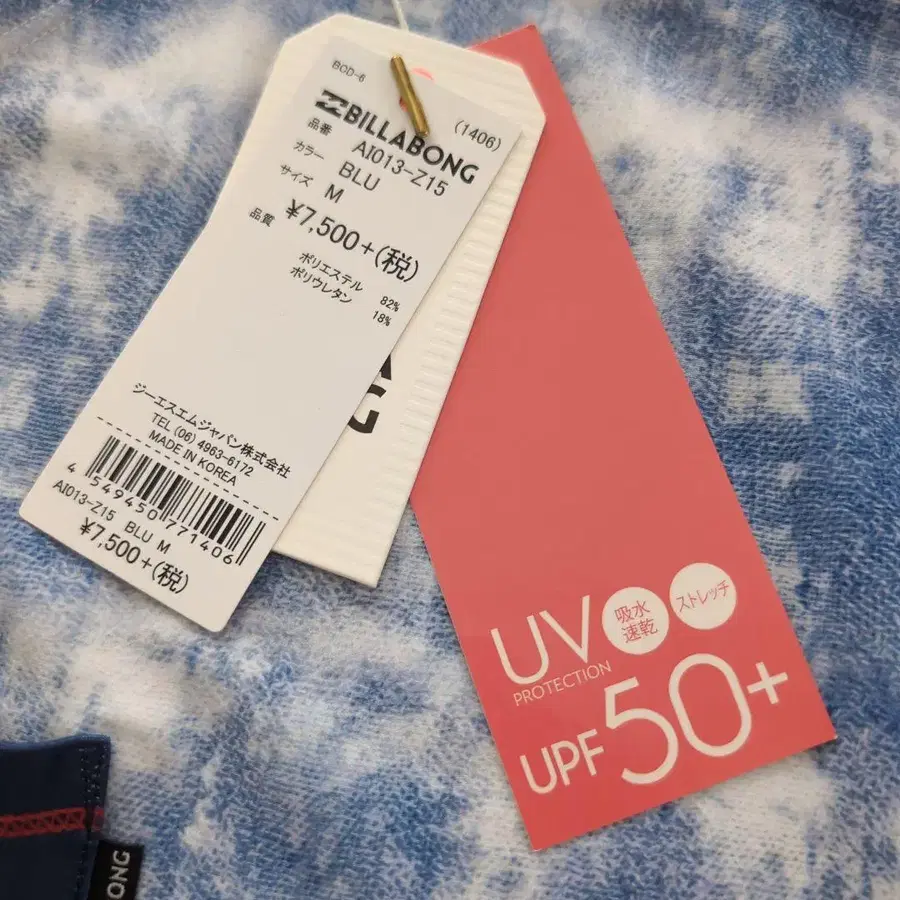 BCD-6
BILLABONG
(1406)
品番 AI013-Z15
カラー BLU
サイズ M
¥7,500+(税)
品質
ポリエステル 82%
ポリウレタン 18%
ジーエスエムジャパン株式会社
TEL (06) 4963-6172
MADE IN KOREA
4 549450 771406
AI013-Z15 BLU M
¥7,500+(税)
A
G
UV
PROTECTION
吸水
速乾
ストレッチ
UPF 50+
ONG